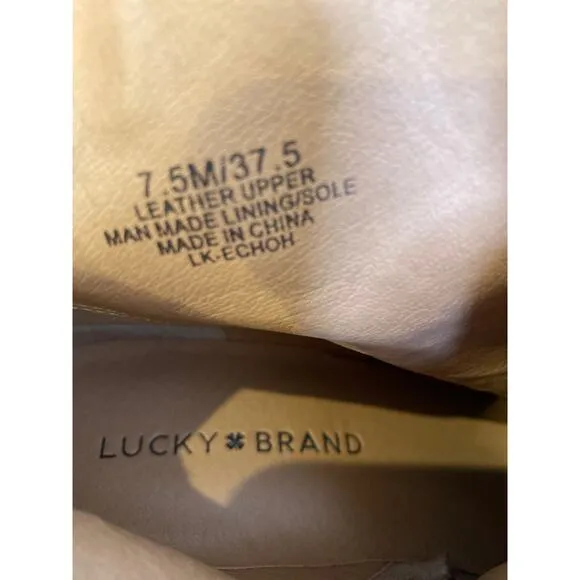 7.5M/37.5
LEATHER UPPER
MAN MADE LINING/SOLE
MADE IN CHINA
LK-ECHOH
LUCKY BRAND